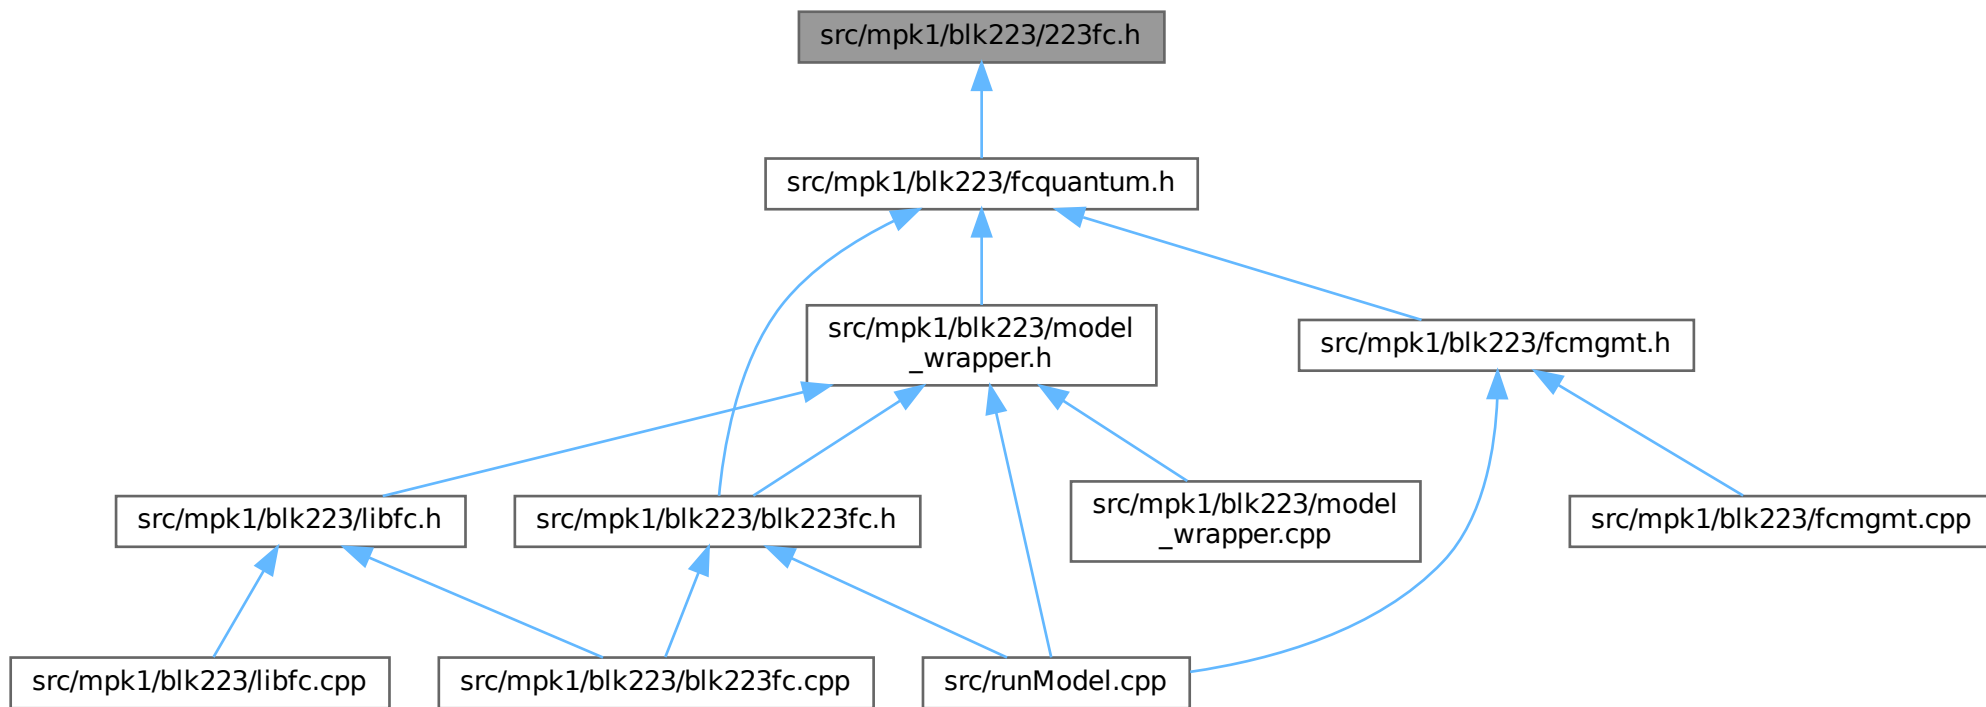 src/mpk1/blk223/223fc.h
src/mpk1/blk223/fcquantum.h
src/mpk1/blk223/model
_wrapper.h
src/mpk1/blk223/fcmgmt.h
src/mpk1/blk223/libfc.h
src/mpk1/blk223/blk223fc.h
src/mpk1/blk223/model
_wrapper.cpp
src/mpk1/blk223/fcmgmt.cpp
src/mpk1/blk223/libfc.cpp
src/mpk1/blk223/blk223fc.cpp
src/runModel.cpp